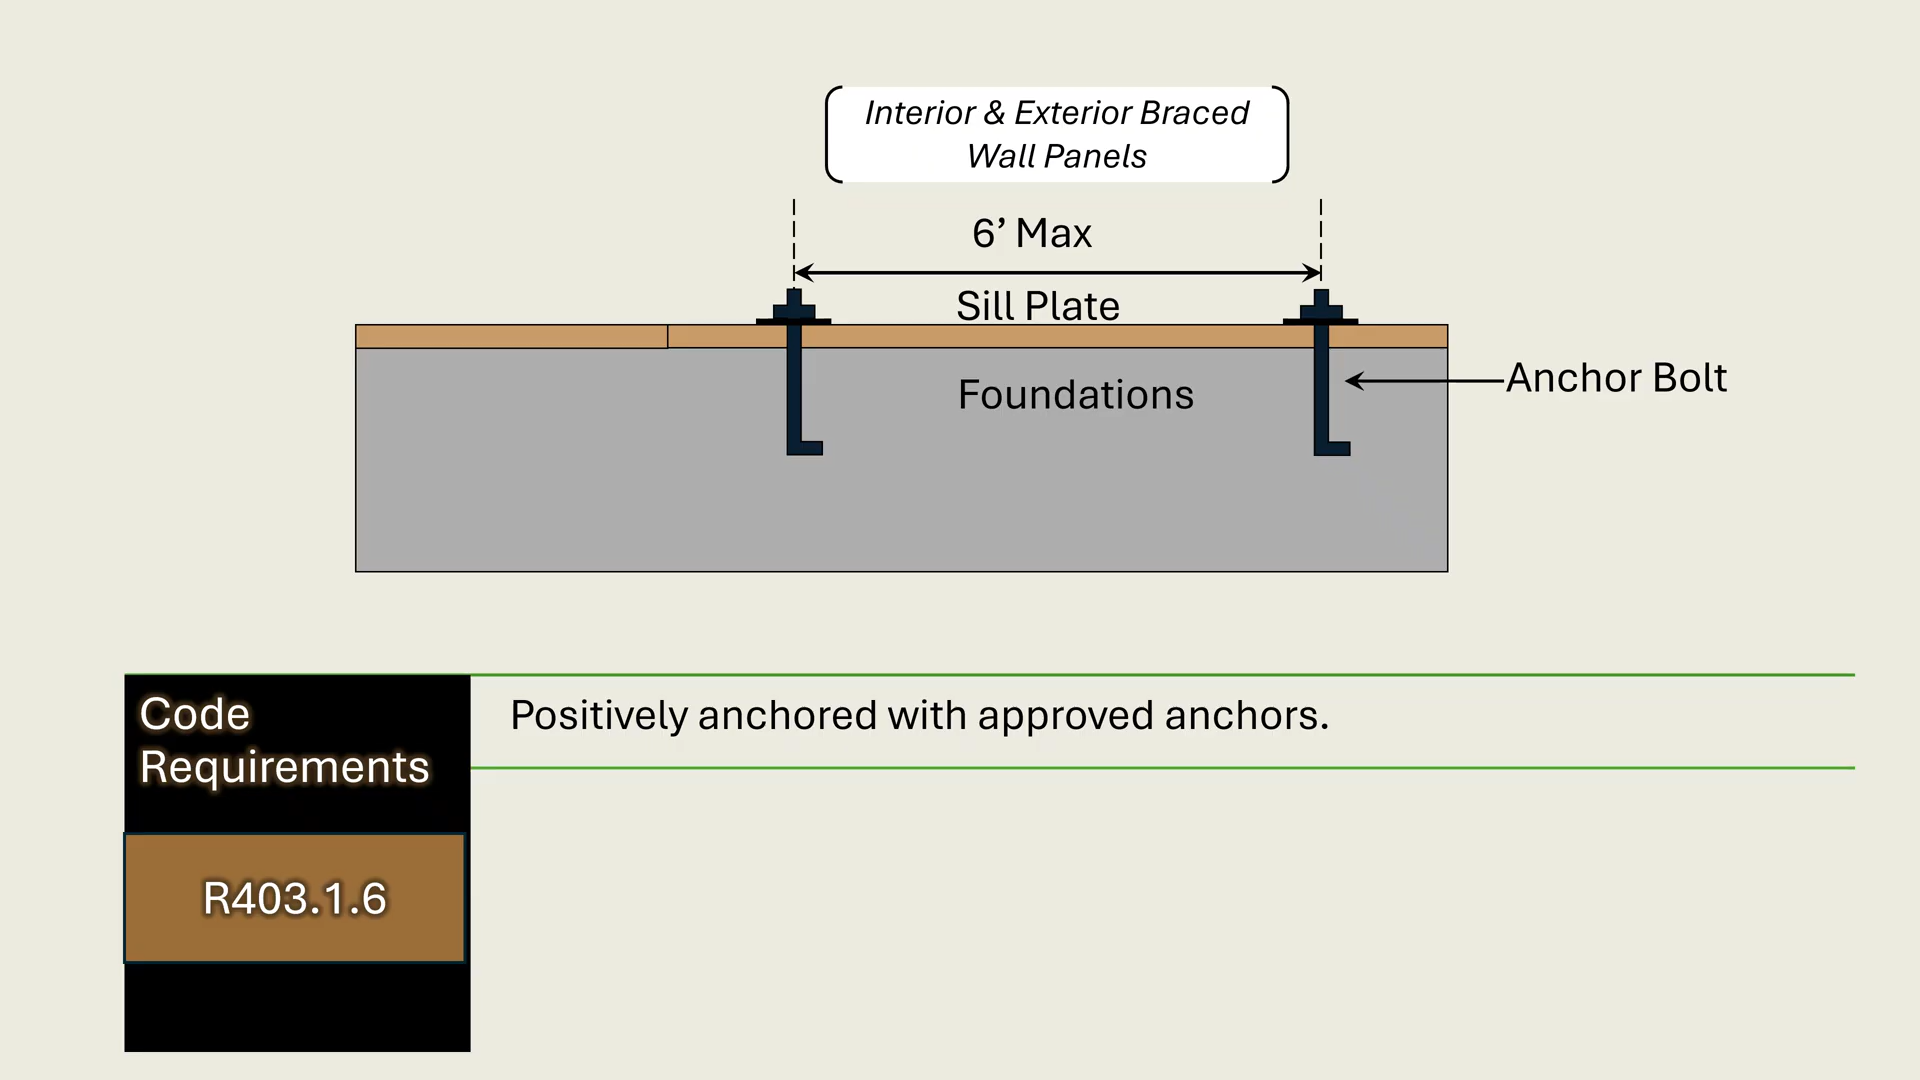 Interior & Exterior Braced
Wall Panels
6’ Max
Sill Plate
Foundations
Anchor Bolt
Code
Requirements
Positively anchored with approved anchors.
R403.1.6